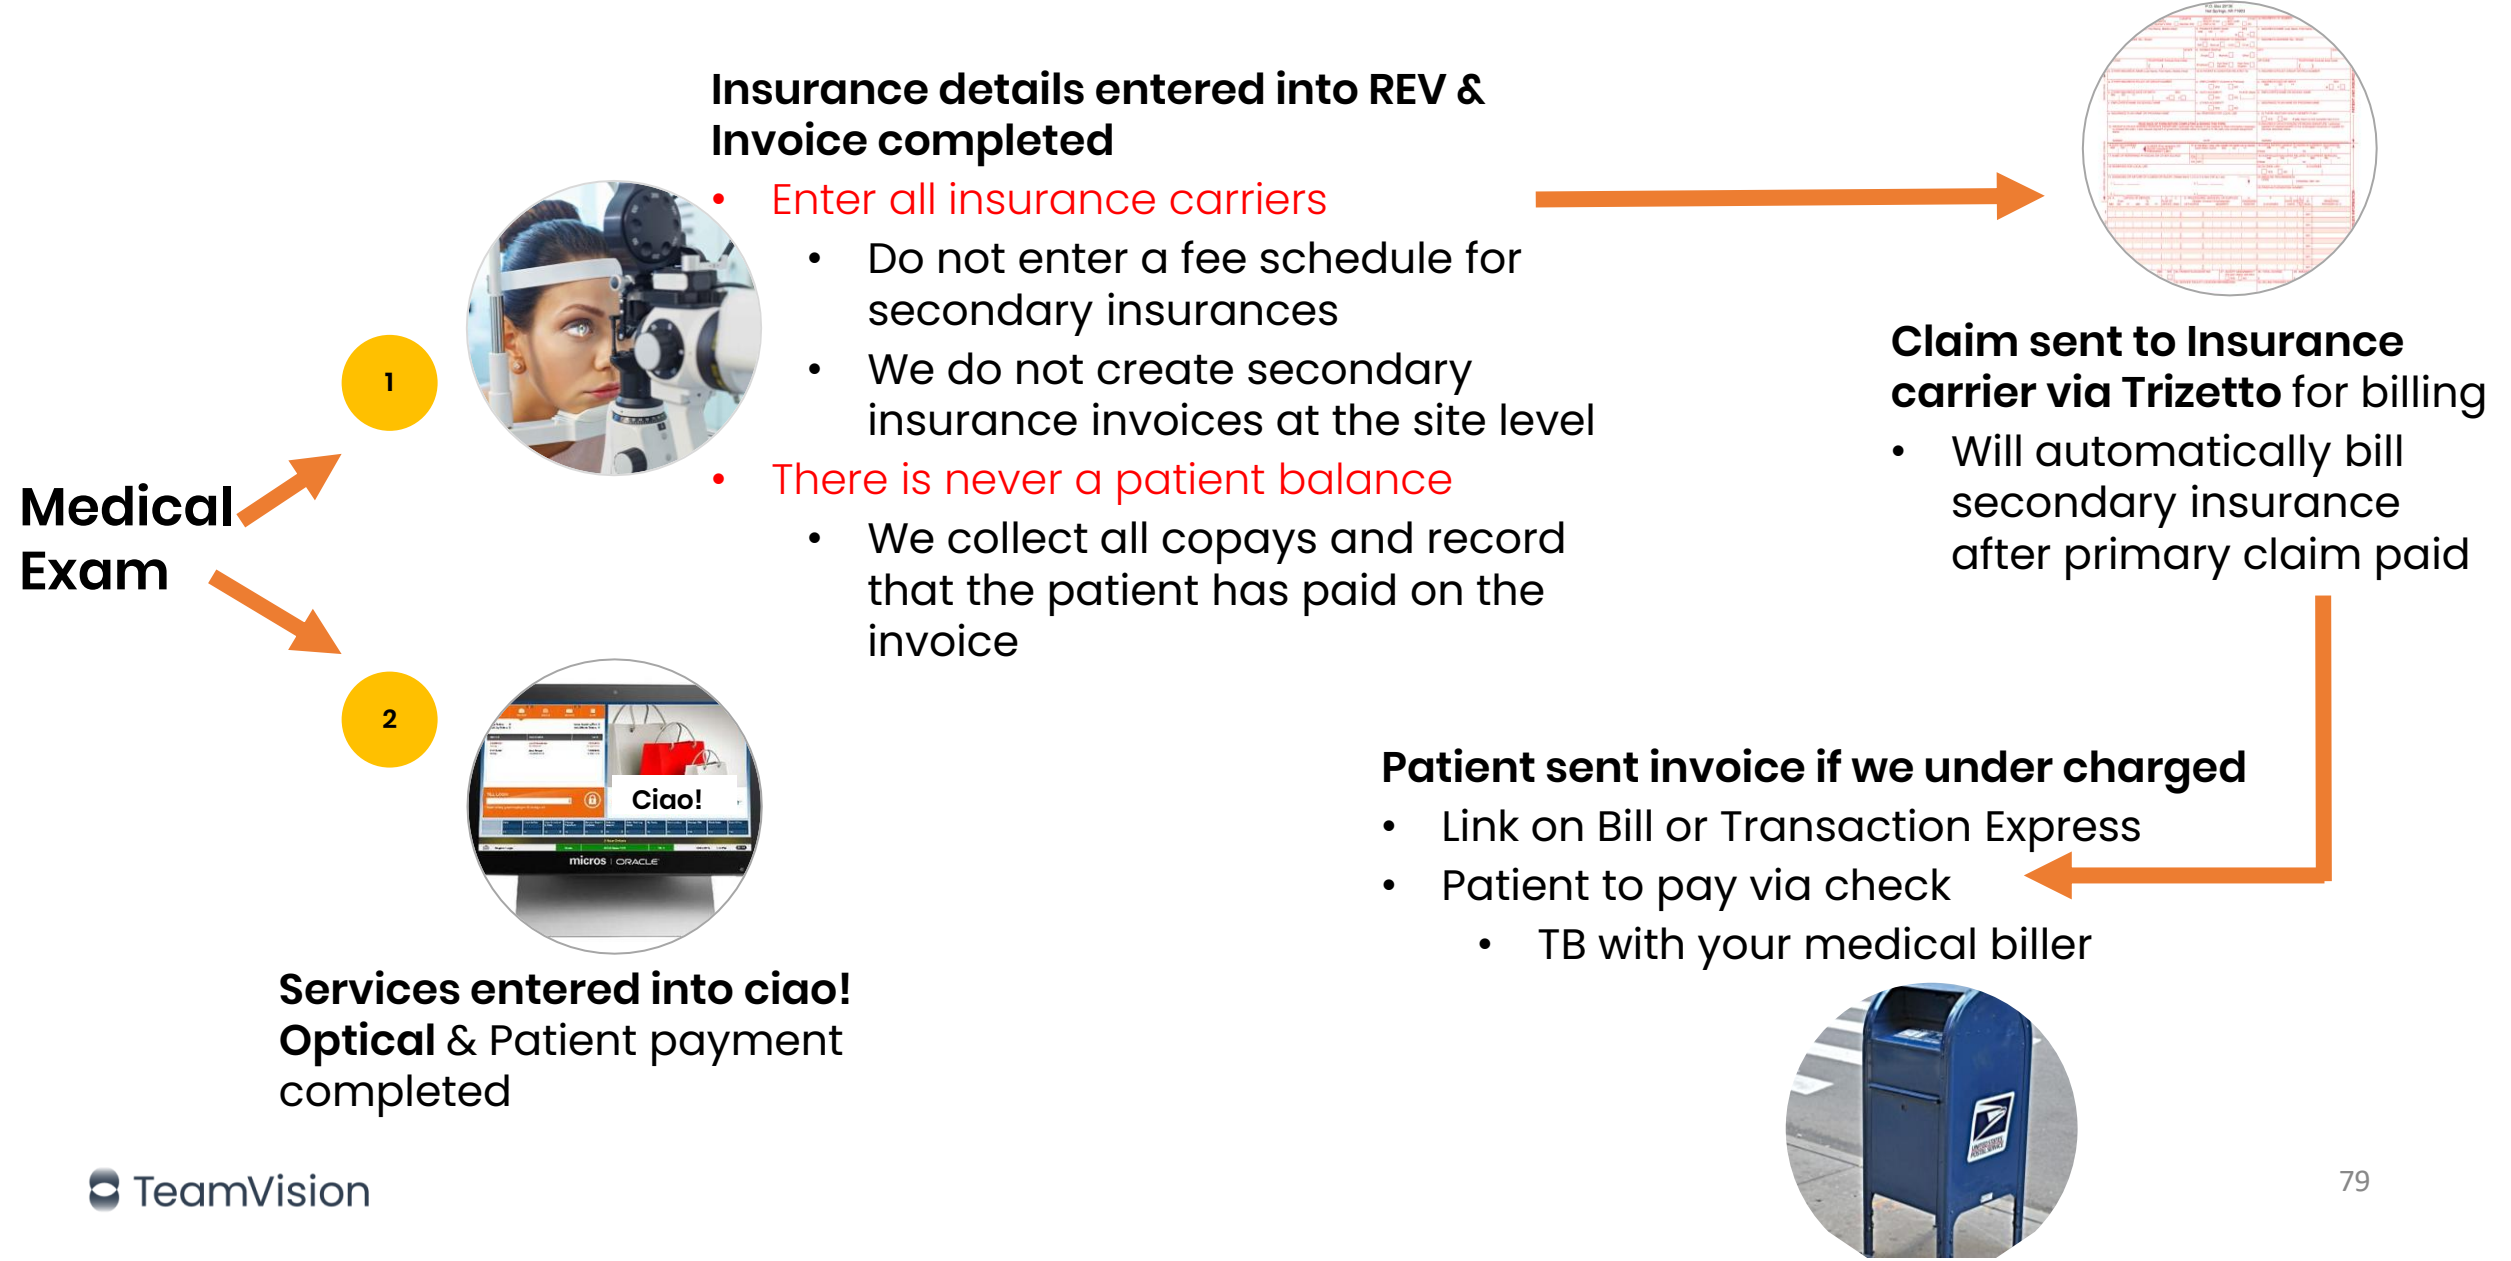 Medical
Exam
1
Insurance details entered into REV &
Invoice completed
• Enter all insurance carriers
• Do not enter a fee schedule for
secondary insurances
• We do not create secondary
insurance invoices at the site level
• There is never a patient balance
• We collect all copays and record
that the patient has paid on the
invoice
Claim sent to Insurance
carrier via Trizetto for billing
• Will automatically bill
secondary insurance
after primary claim paid
2
Ciao!
micros | ORACLE
Services entered into ciao!
Optical & Patient payment
completed
Patient sent invoice if we under charged
• Link on Bill or Transaction Express
• Patient to pay via check
• TB with your medical biller
UNITED STATES
POSTAL SERVICE
TeamVision
79